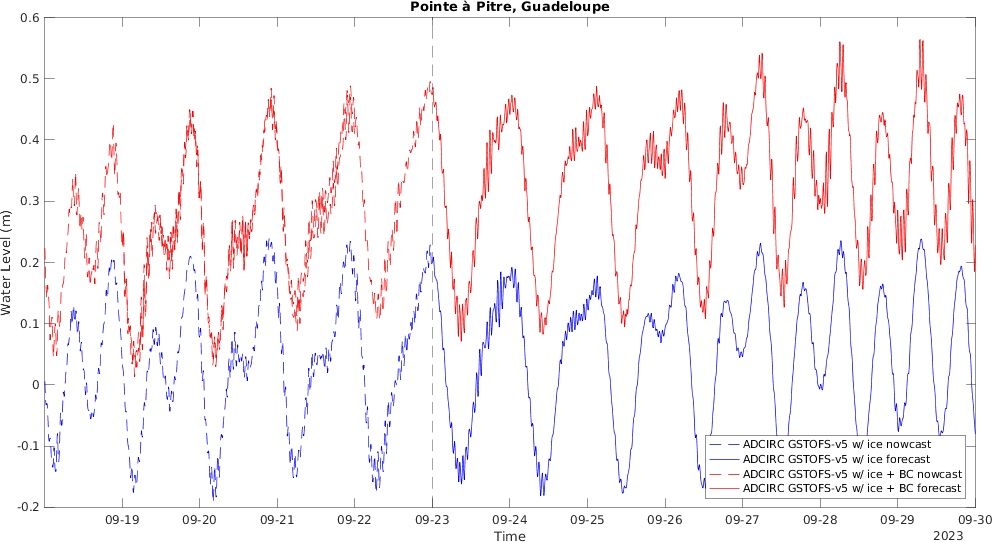 Pointe à Pitre, Guadeloupe
0.6
0.5
0.4
0.3
0.2
0.1
0
-0.1
-0.2
Water Level (m)
ADCIRC GSTOFS-v5 w/ ice nowcast
ADCIRC GSTOFS-v5 w/ ice forecast
ADCIRC GSTOFS-v5 w/ ice + BC nowcast
ADCIRC GSTOFS-v5 w/ ice + BC forecast
09-19 09-20 09-21 09-22 09-23 09-24 09-25 09-26 09-27 09-28 09-29 09-30
Time
2023